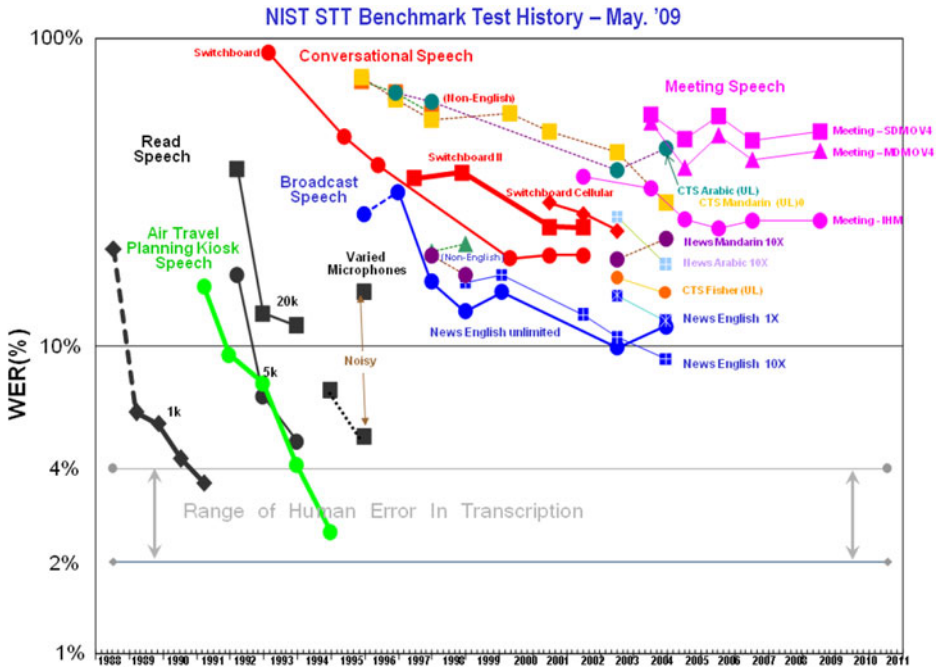 NIST STT Benchmark Test History – May. '09
100%
Switchboard
Conversational Speech
(Non-English)
Meeting Speech
Read
Speech
Meeting – SDM OV4
Meeting – MDM OV4
Switchboard II
Broadcast
Speech
Switchboard Cellular
CTS Arabic (UL)
CTS Mandarin (UL)0
Meeting - IHM
Air Travel
Planning Kiosk
Speech
Varied
Microphones
(Non-English)
News Mandarin 10X
News Arabic 10X
CTS Fisher (UL)
20k
News English unlimited
News English 1X
10%
Noisy
News English 10X
5k
1k
WER(%)
4%
Range of Human Error In Transcription
2%
1%
1988 1989 1990 1991 1992 1993 1994 1995 1996 1997 1998 1999 2000 2001 2002 2003 2004 2005 2006 2007 2008 2009 2010 2011